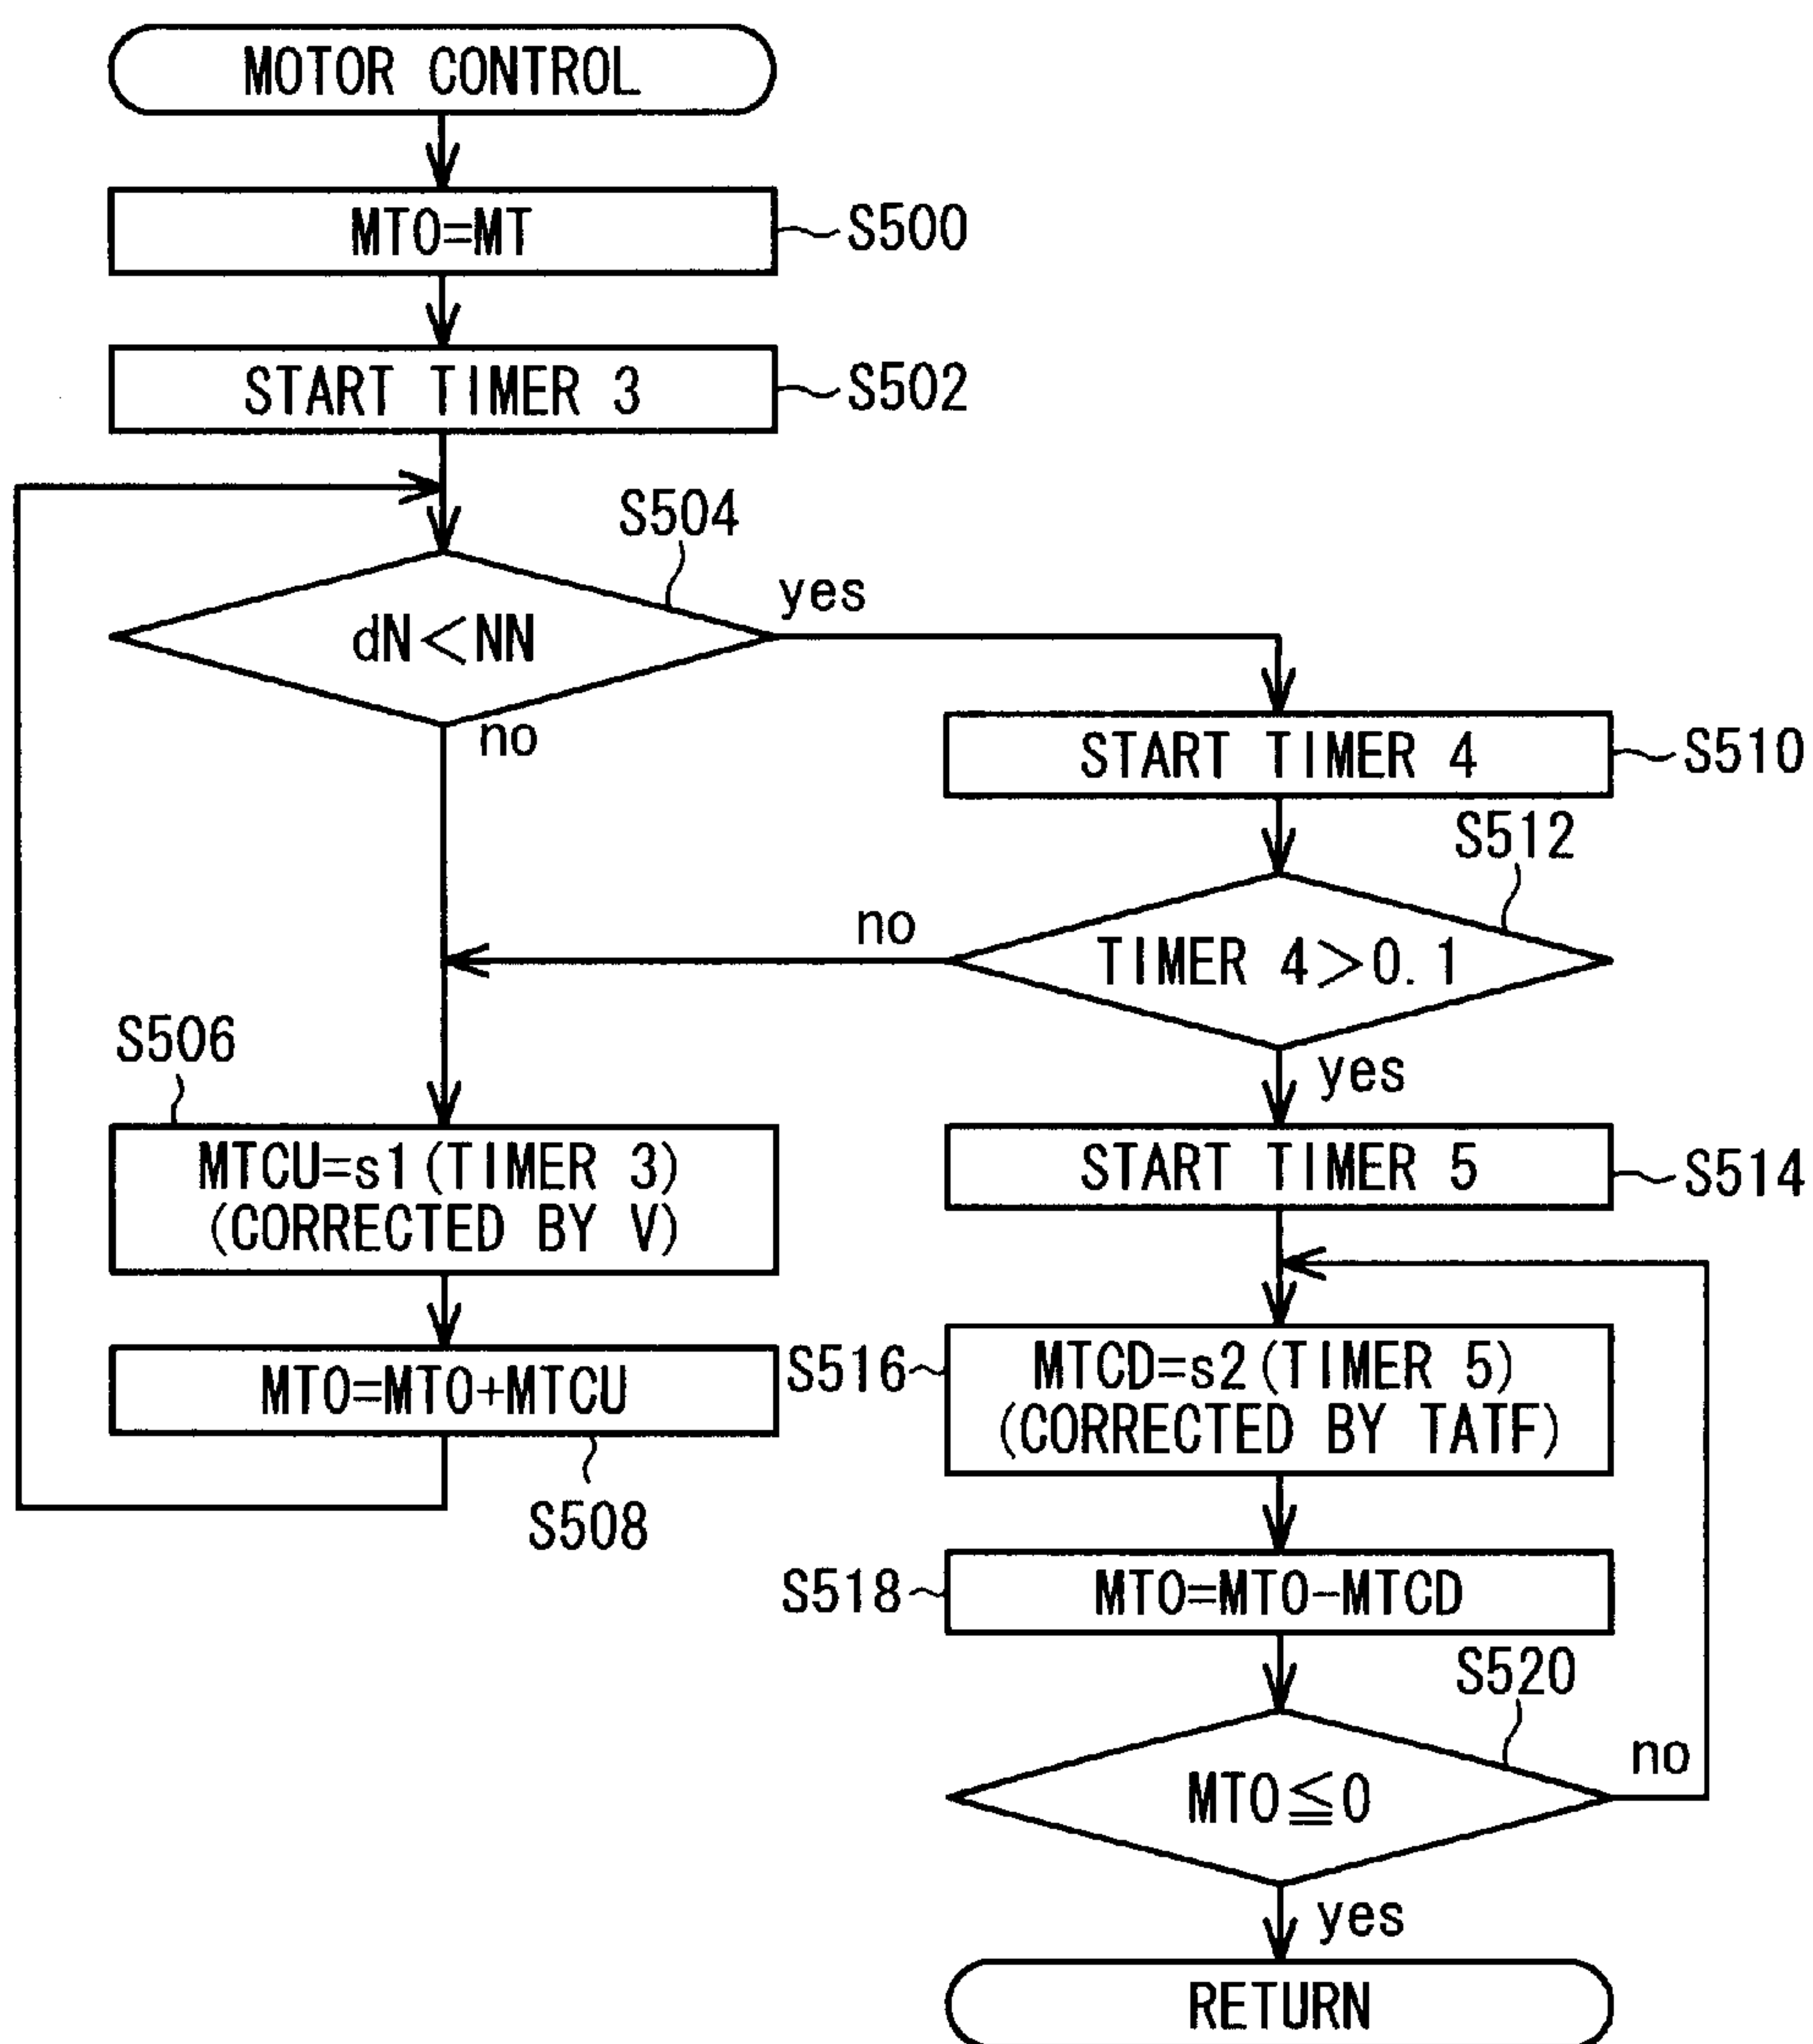 MOTOR CONTROL
MTO=MT
S500
START TIMER 3
S502
S504
dN<NN
yes
no
START TIMER 4
S510
S512
TIMER 4>0.1
no
yes
S506
MTCU=s1(TIMER 3)
(CORRECTED BY V)
START TIMER 5
S514
MTO=MTO+MTCU
S508
S516
MTCD=s2(TIMER 5)
(CORRECTED BY TATF)
S518
MTO=MTO-MTCD
S520
MTO≦0
no
yes
RETURN